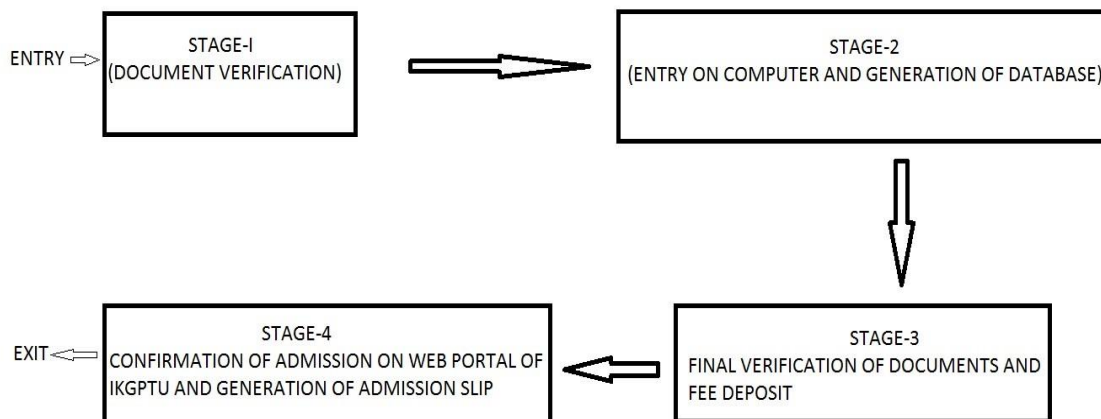 ENTRY
STAGE-I
(DOCUMENT VERIFICATION)
STAGE-2
(ENTRY ON COMPUTER AND GENERATION OF DATABASE)
STAGE-3
FINAL VERIFICATION OF DOCUMENTS AND
FEE DEPOSIT
STAGE-4
CONFIRMATION OF ADMISSION ON WEB PORTAL OF
IKGPTU AND GENERATION OF ADMISSION SLIP
EXIT